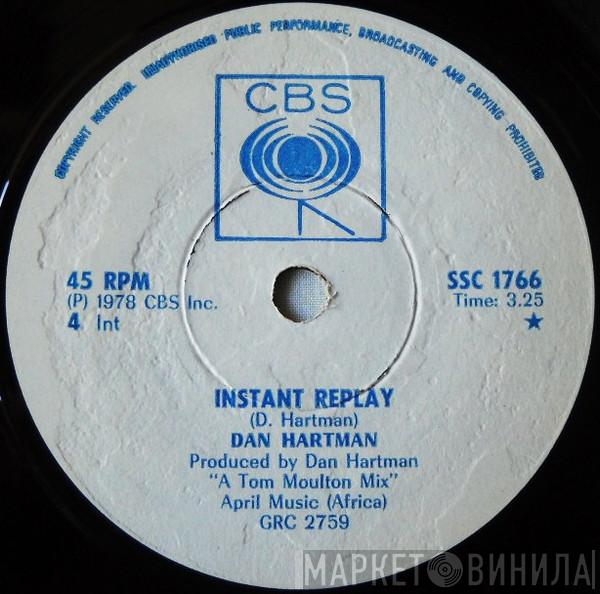 COPYRIGHT RESERVED. UNAUTHORISED PUBLIC PERFORMANCE, BROADCASTING AND COPYING PROHIBITED
CBS
45 RPM
(P) 1978 CBS Inc.
4 Int
SSC 1766
Time: 3.25
★
INSTANT REPLAY
(D. Hartman)
DAN HARTMAN
Produced by Dan Hartman
"A Tom Moulton Mix"
April Music (Africa)
GRC 2759
МАРКЕТ ВИНИЛА